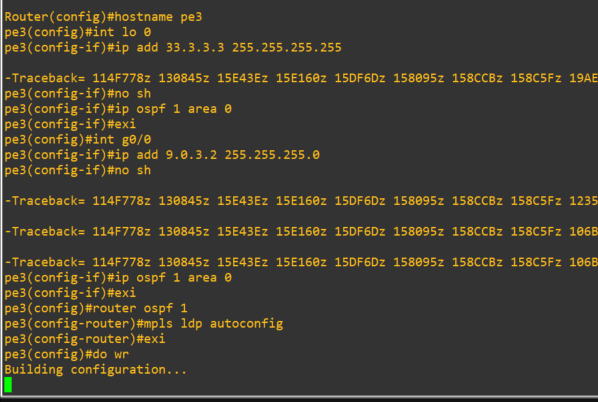 Router(config)#hostname pe3
pe3(config)#int lo 0
pe3(config-if)#ip add 33.3.3.3 255.255.255.255
-Traceback= 114F778z 130845z 15E43Ez 15E160z 15DF6Dz 158095z 158CCBz 158C5Fz 19AE
pe3(config-if)#no sh
pe3(config-if)#ip ospf 1 area 0
pe3(config-if)#exi
pe3(config)#int g0/0
pe3(config-if)#ip add 9.0.3.2 255.255.255.0
pe3(config-if)#no sh
-Traceback= 114F778z 130845z 15E43Ez 15E160z 15DF6Dz 158095z 158CCBz 158C5Fz 1235
-Traceback= 114F778z 130845z 15E43Ez 15E160z 15DF6Dz 158095z 158CCBz 158C5Fz 106B
-Traceback= 114F778z 130845z 15E43Ez 15E160z 15DF6Dz 158095z 158CCBz 158C5Fz 106B
pe3(config-if)#ip ospf 1 area 0
pe3(config-if)#exi
pe3(config)#router ospf 1
pe3(config-router)#mpls ldp autoconfig
pe3(config-router)#exi
pe3(config)#do wr
Building configuration...